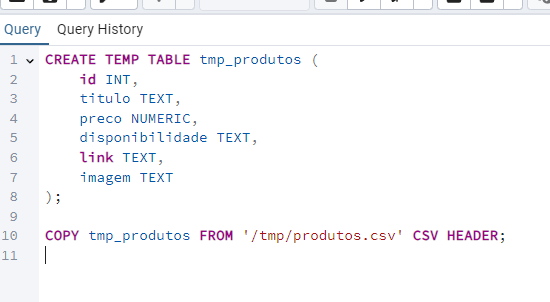 Query Query History
1 CREATE TEMP TABLE tmp_produtos (
2 id INT,
3 titulo TEXT,
4 preco NUMERIC,
5 disponibilidade TEXT,
6 link TEXT,
7 imagem TEXT
8 );
9
10 COPY tmp_produtos FROM '/tmp/produtos.csv' CSV HEADER;
11